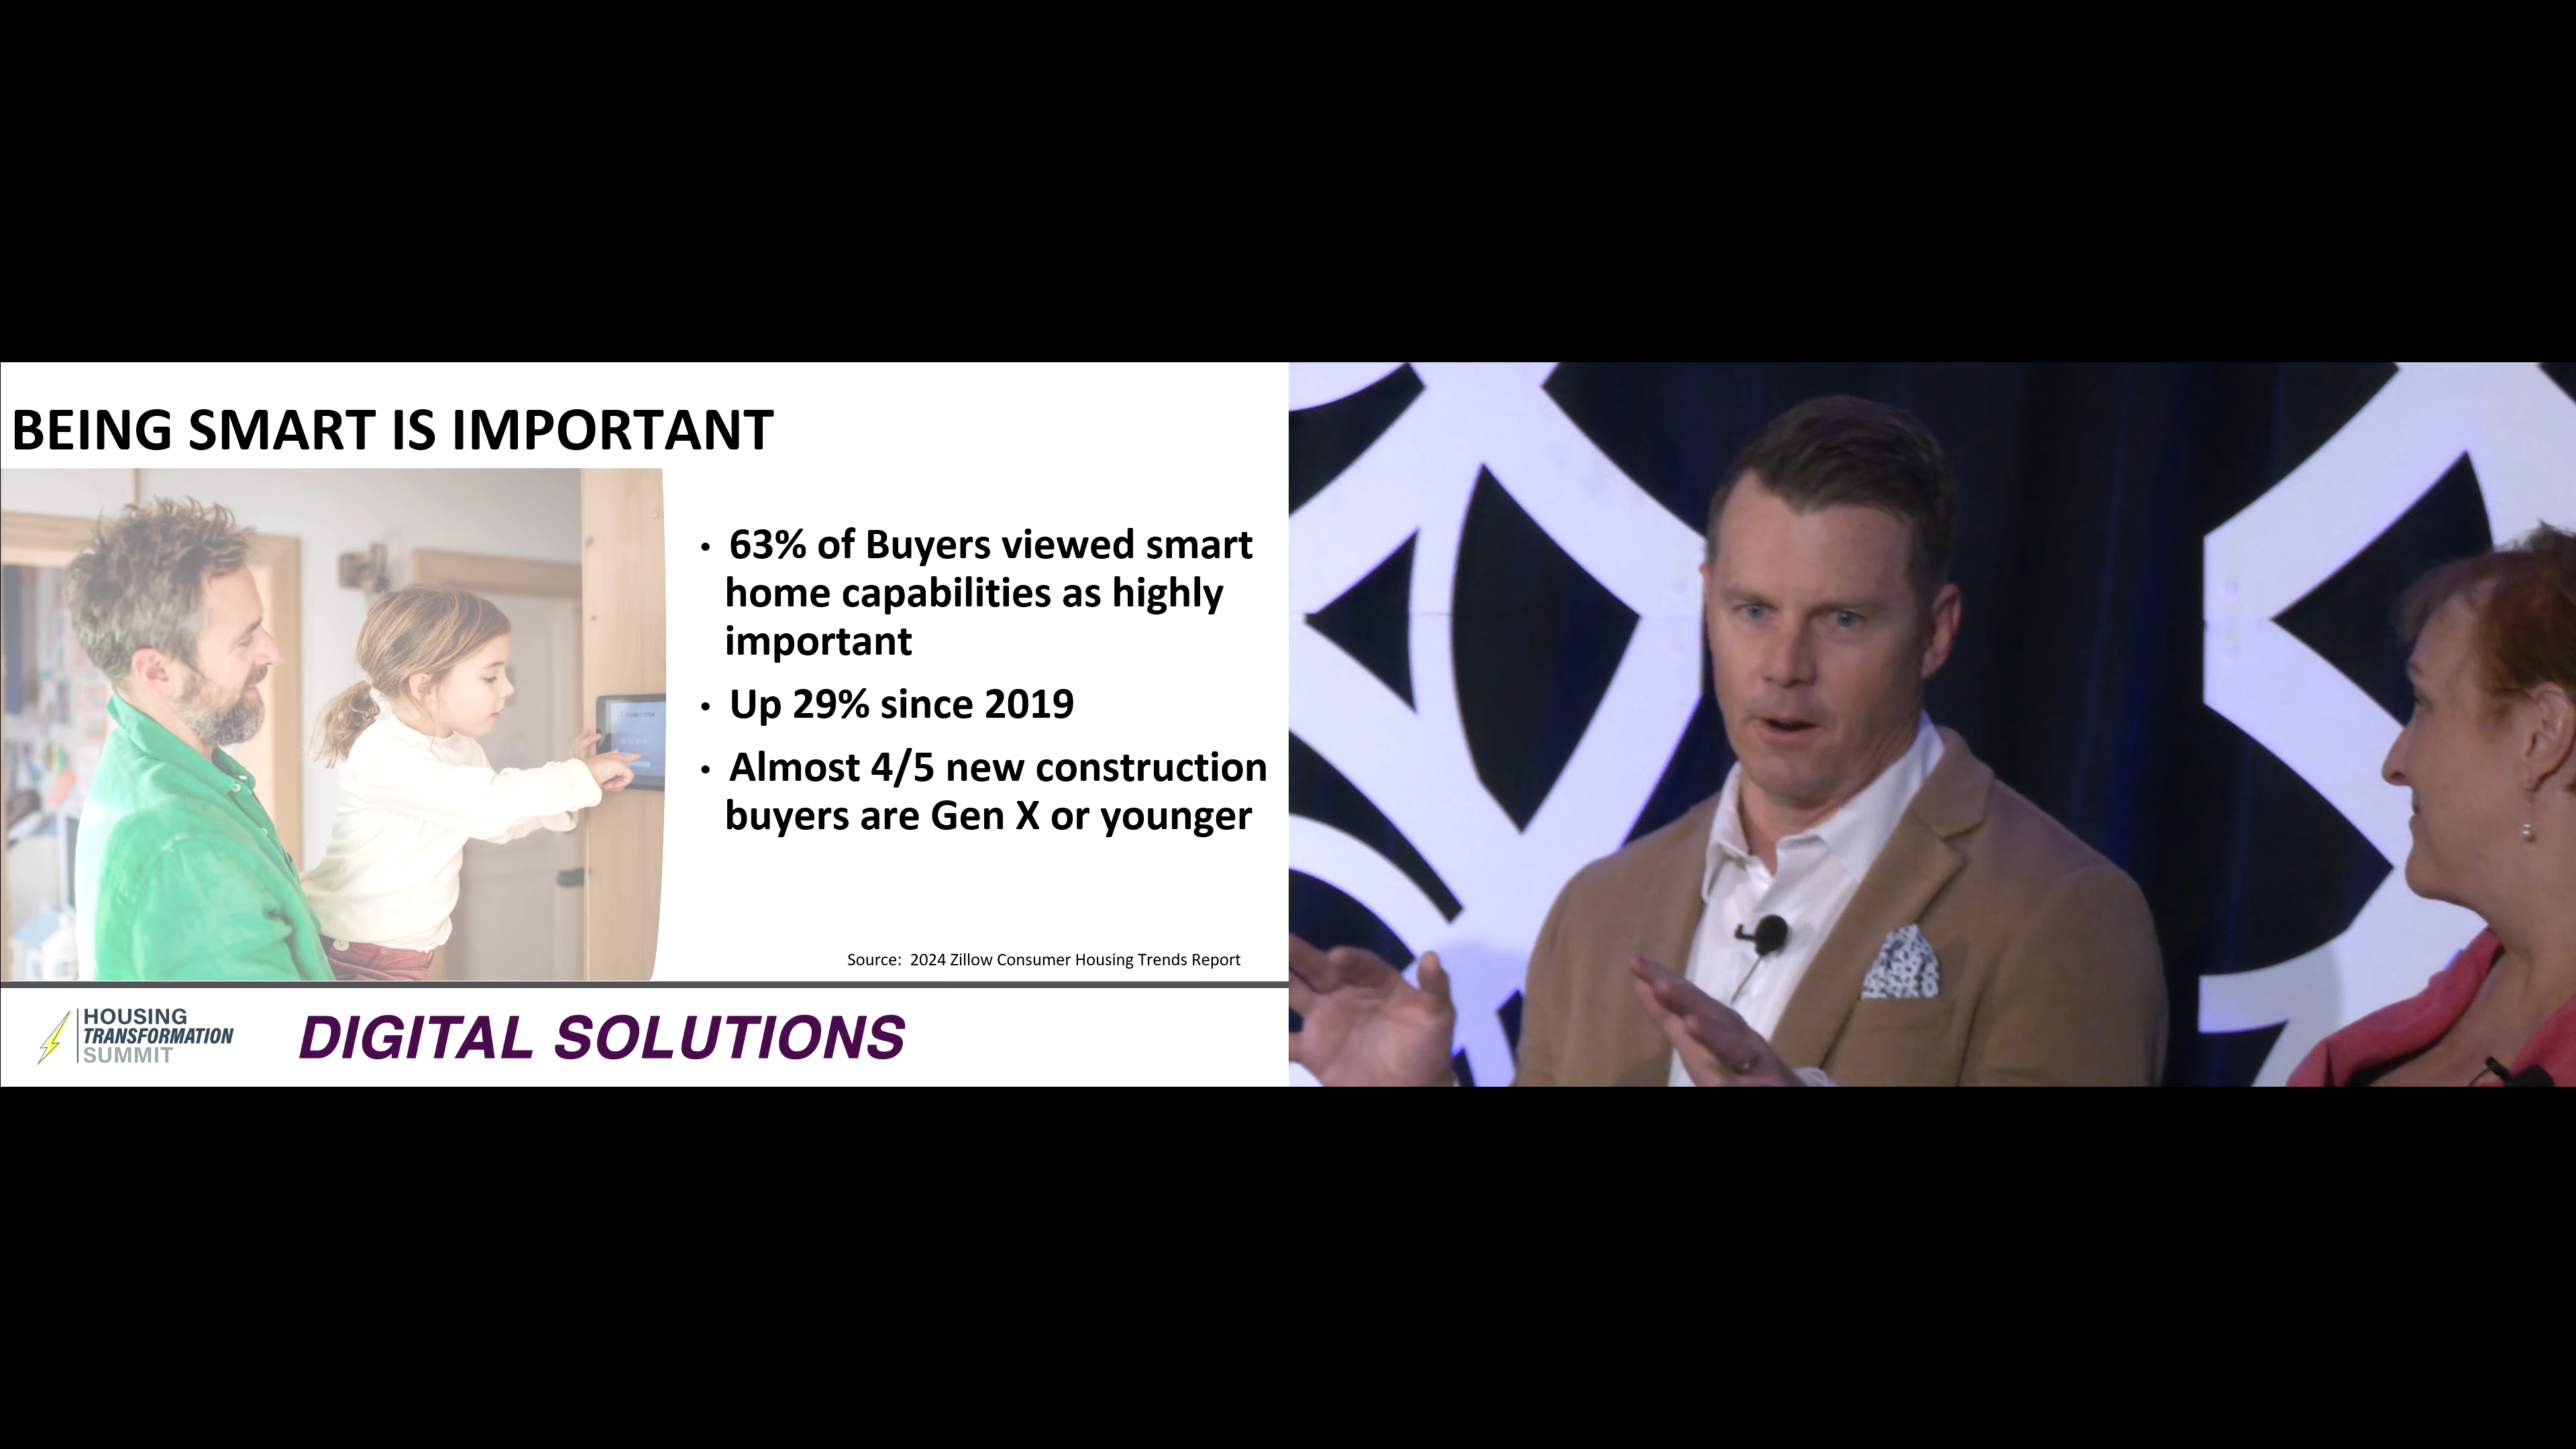 BEING SMART IS IMPORTANT
• 63% of Buyers viewed smart
home capabilities as highly
important
• Up 29% since 2019
• Almost 4/5 new construction
buyers are Gen X or younger
Source: 2024 Zillow Consumer Housing Trends Report
HOUSING
TRANSFORMATION
SUMMIT
DIGITAL SOLUTIONS